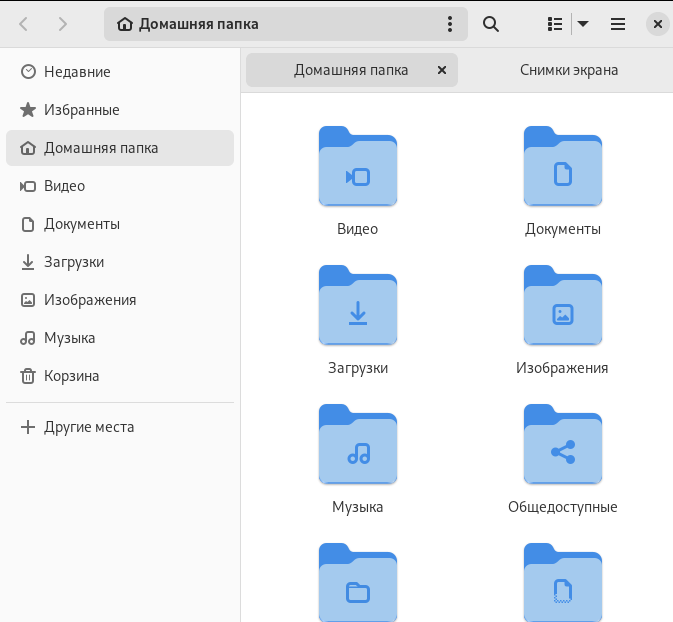 Домашняя папка
Недавние
Избранные
Домашняя папка
Видео
Документы
Загрузки
Изображения
Музыка
Корзина
Другие места
Домашняя папка
Снимки экрана
Видео
Документы
Загрузки
Изображения
Музыка
Общедоступные